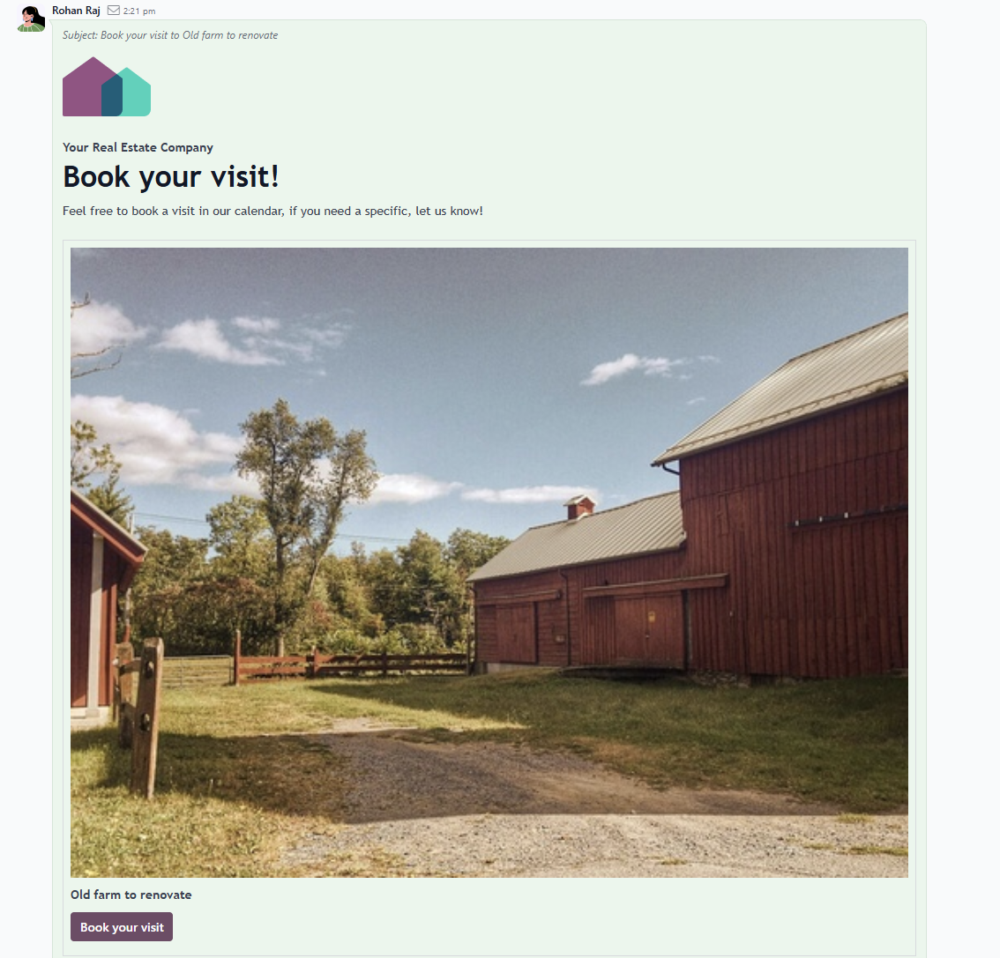 Rohan Raj 2:21 pm
Subject: Book your visit to Old farm to renovate
Your Real Estate Company
Book your visit!
Feel free to book a visit in our calendar, if you need a specific, let us know!
Old farm to renovate
Book your visit